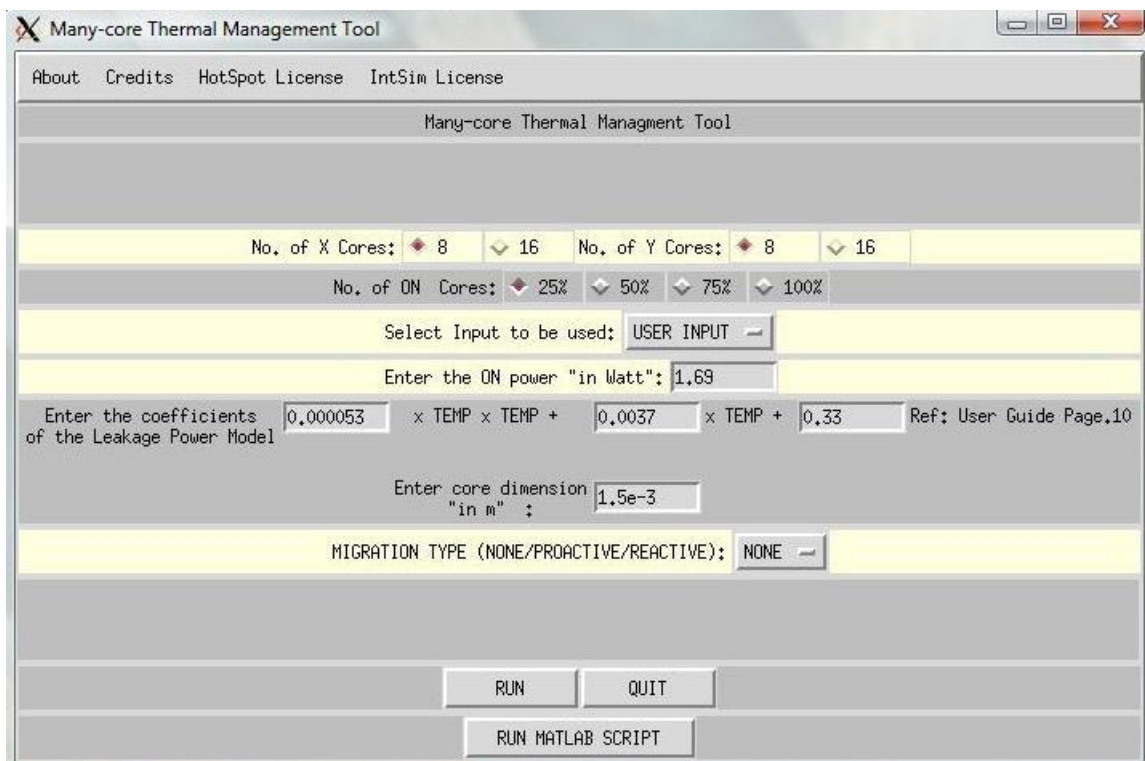 Many-core Thermal Management Tool
About Credits HotSpot License IntSim License
Many-core Thermal Managment Tool
No. of X Cores: 8 16 No. of Y Cores: 8 16
No. of ON Cores: 25% 50% 75% 100%
Select Input to be used: USER INPUT
Enter the ON power "in Watt": 1.69
Enter the coefficients 0.000053 x TEMP x TEMP + 0.0037 x TEMP + 0.33 Ref: User Guide Page.10
of the Leakage Power Model
Enter core dimension 1.5e-3
"in m" :
MIGRATION TYPE (NONE/PROACTIVE/REACTIVE): NONE
RUN QUIT
RUN MATLAB SCRIPT